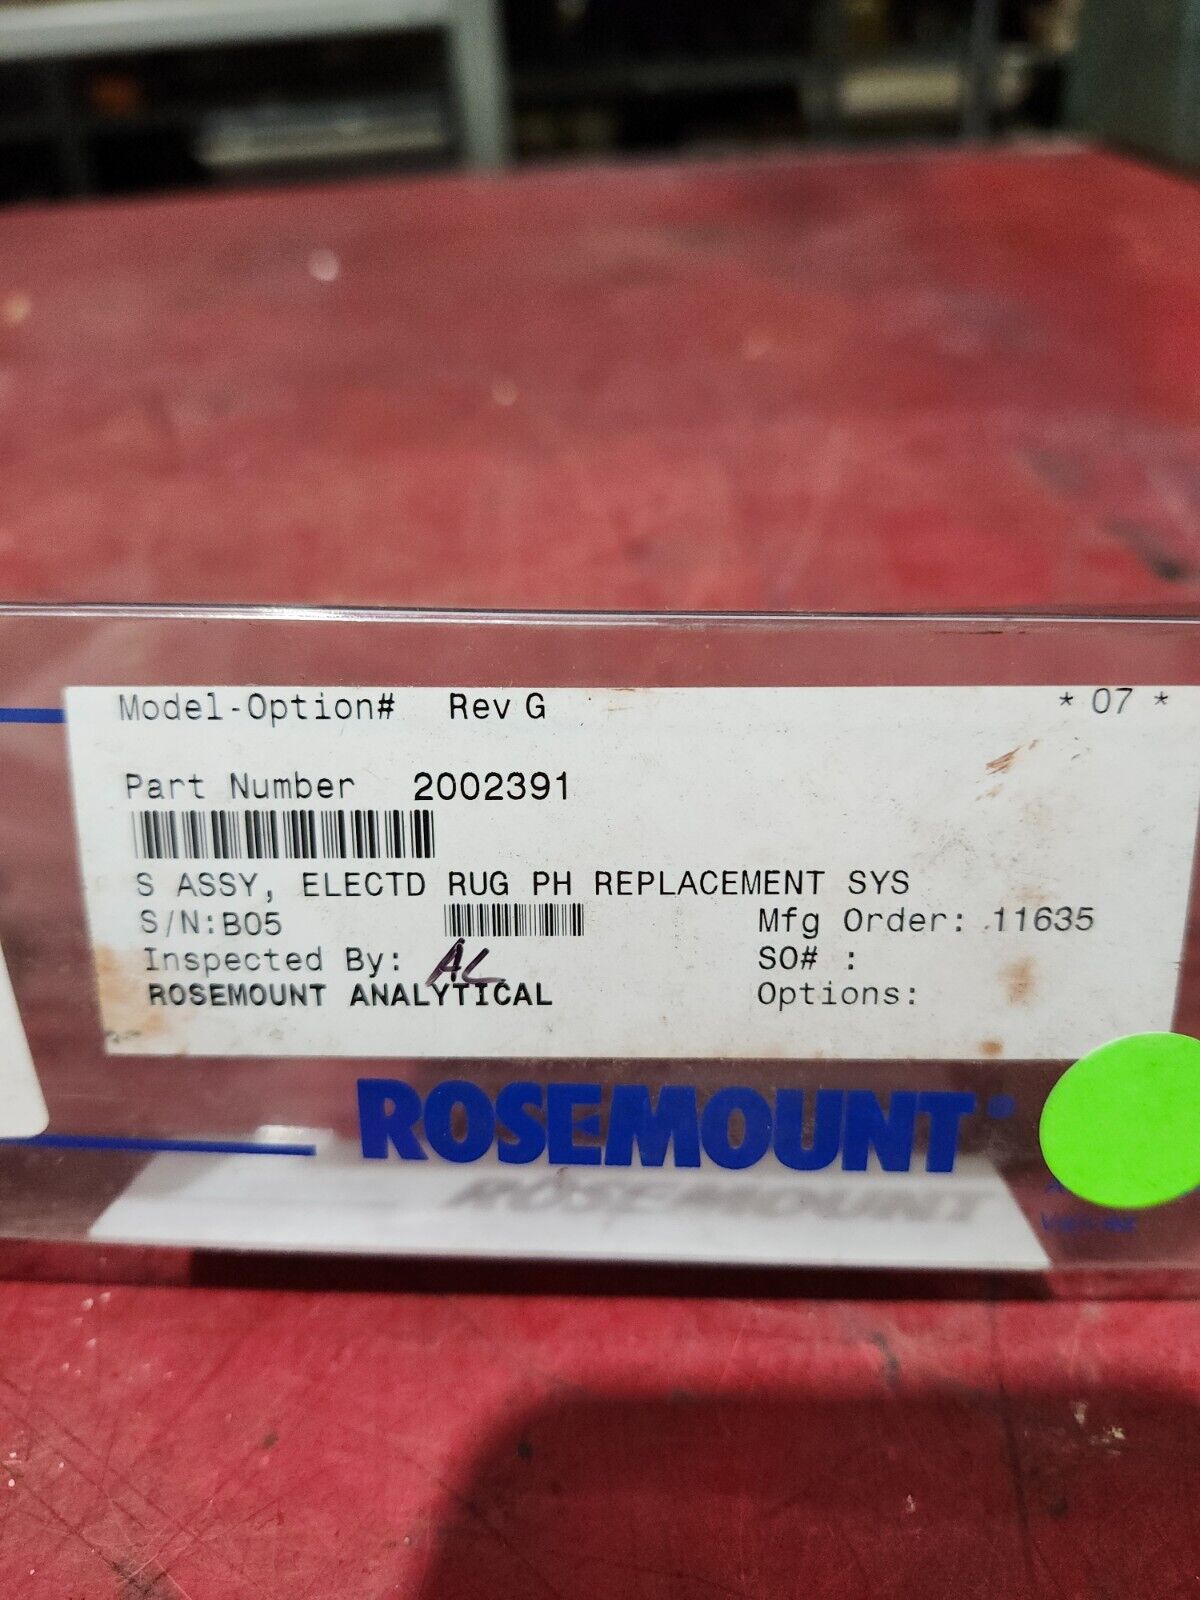 Model-Option# Rev G * 07 *
Part Number 2002391
S ASSY, ELECTD RUG PH REPLACEMENT SYS
S/N:B05 Mfg Order: 11635
Inspected By: AL SO# :
ROSEMOUNT ANALYTICAL Options:
ROSEMOUNT®